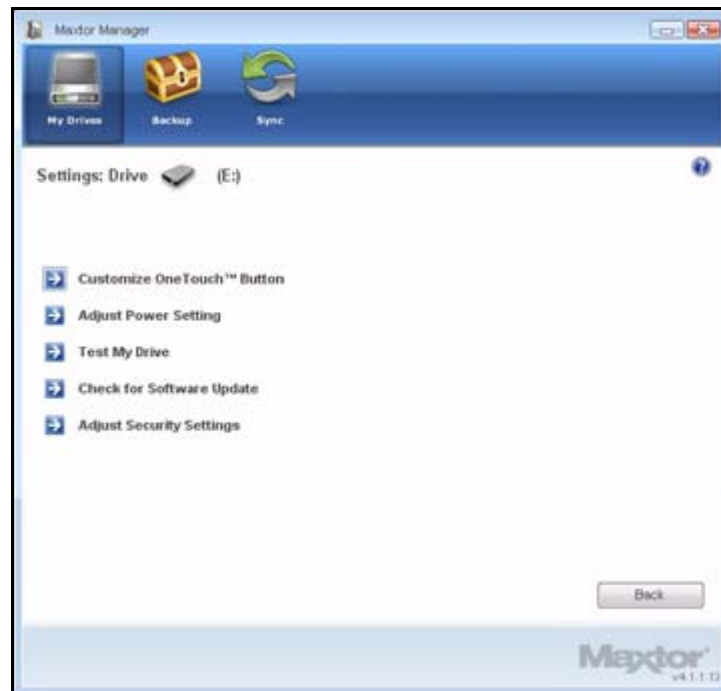 Maxtor Manager
My Drives Backup Sync
Settings: Drive (E:)
Customize OneTouch™ Button
Adjust Power Setting
Test My Drive
Check for Software Update
Adjust Security Settings
Back
Maxtor